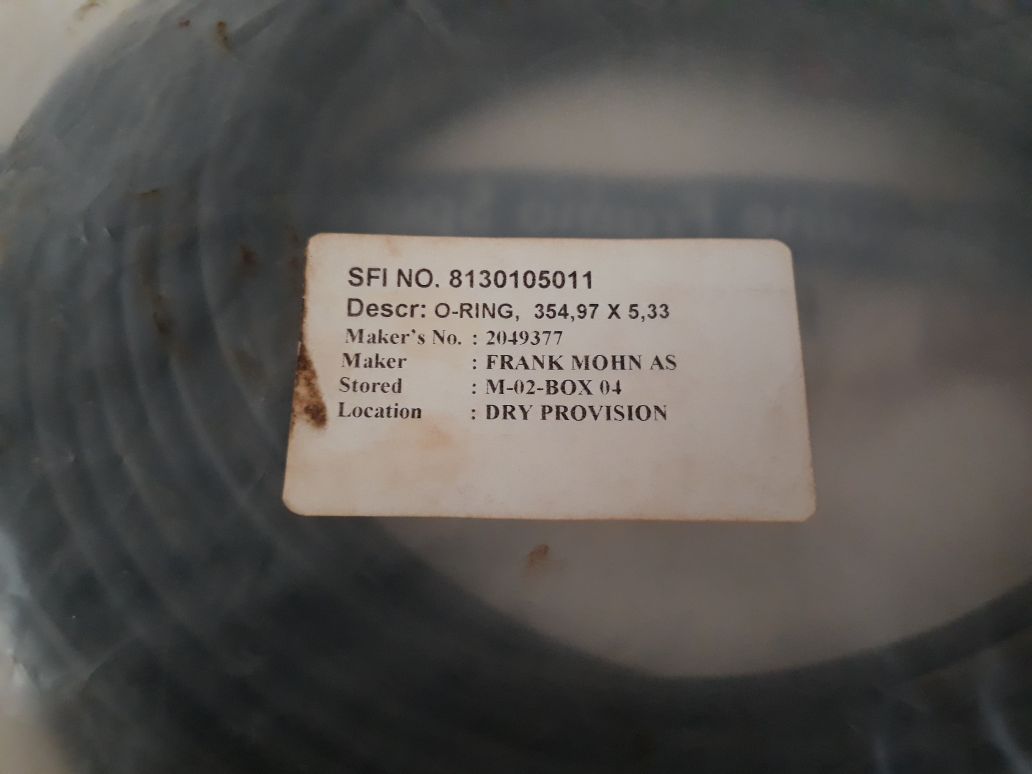 SFI NO. 8130105011
Descr: O-RING, 354,97 X 5,33
Maker's No. : 2049377
Maker : FRANK MOHN AS
Stored : M-02-BOX 04
Location : DRY PROVISION